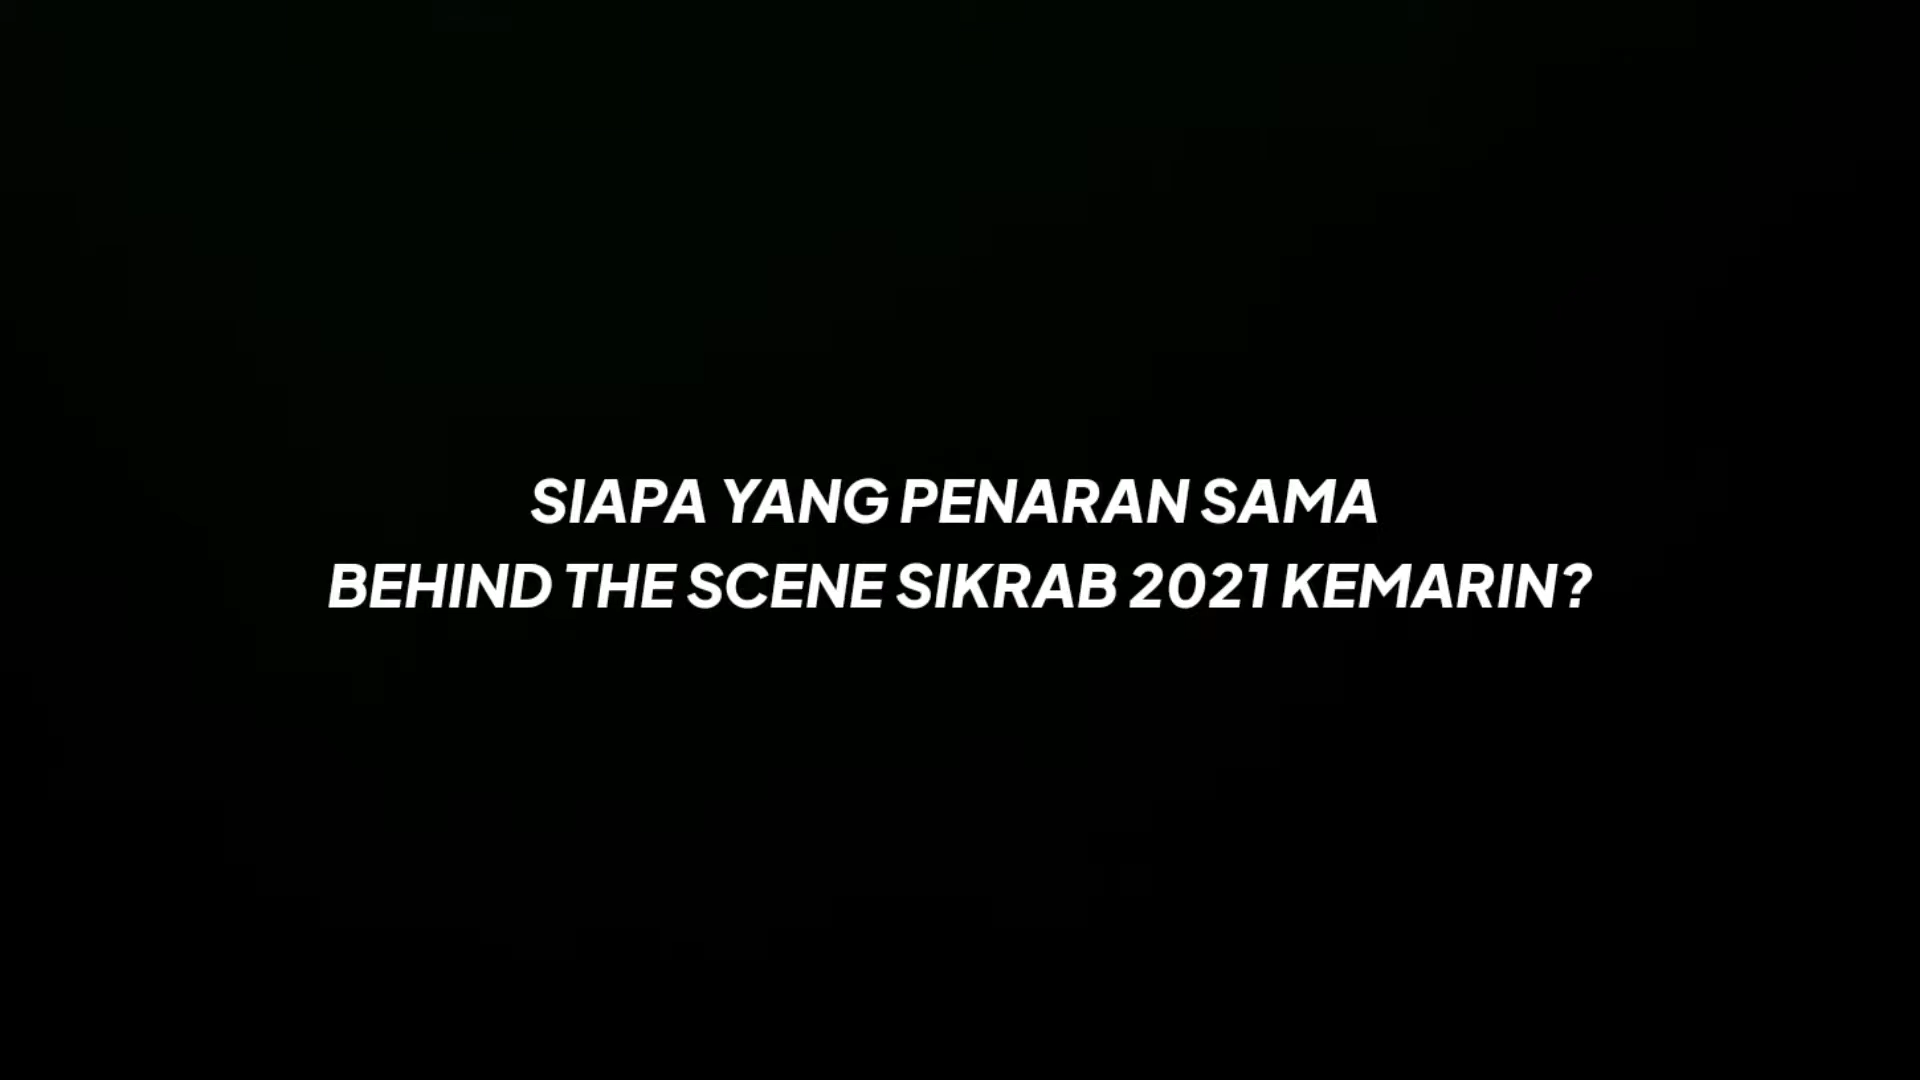 SIAPA YANG PENARAN SAMA
BEHIND THE SCENE SIKRAB 2021 KEMARIN?